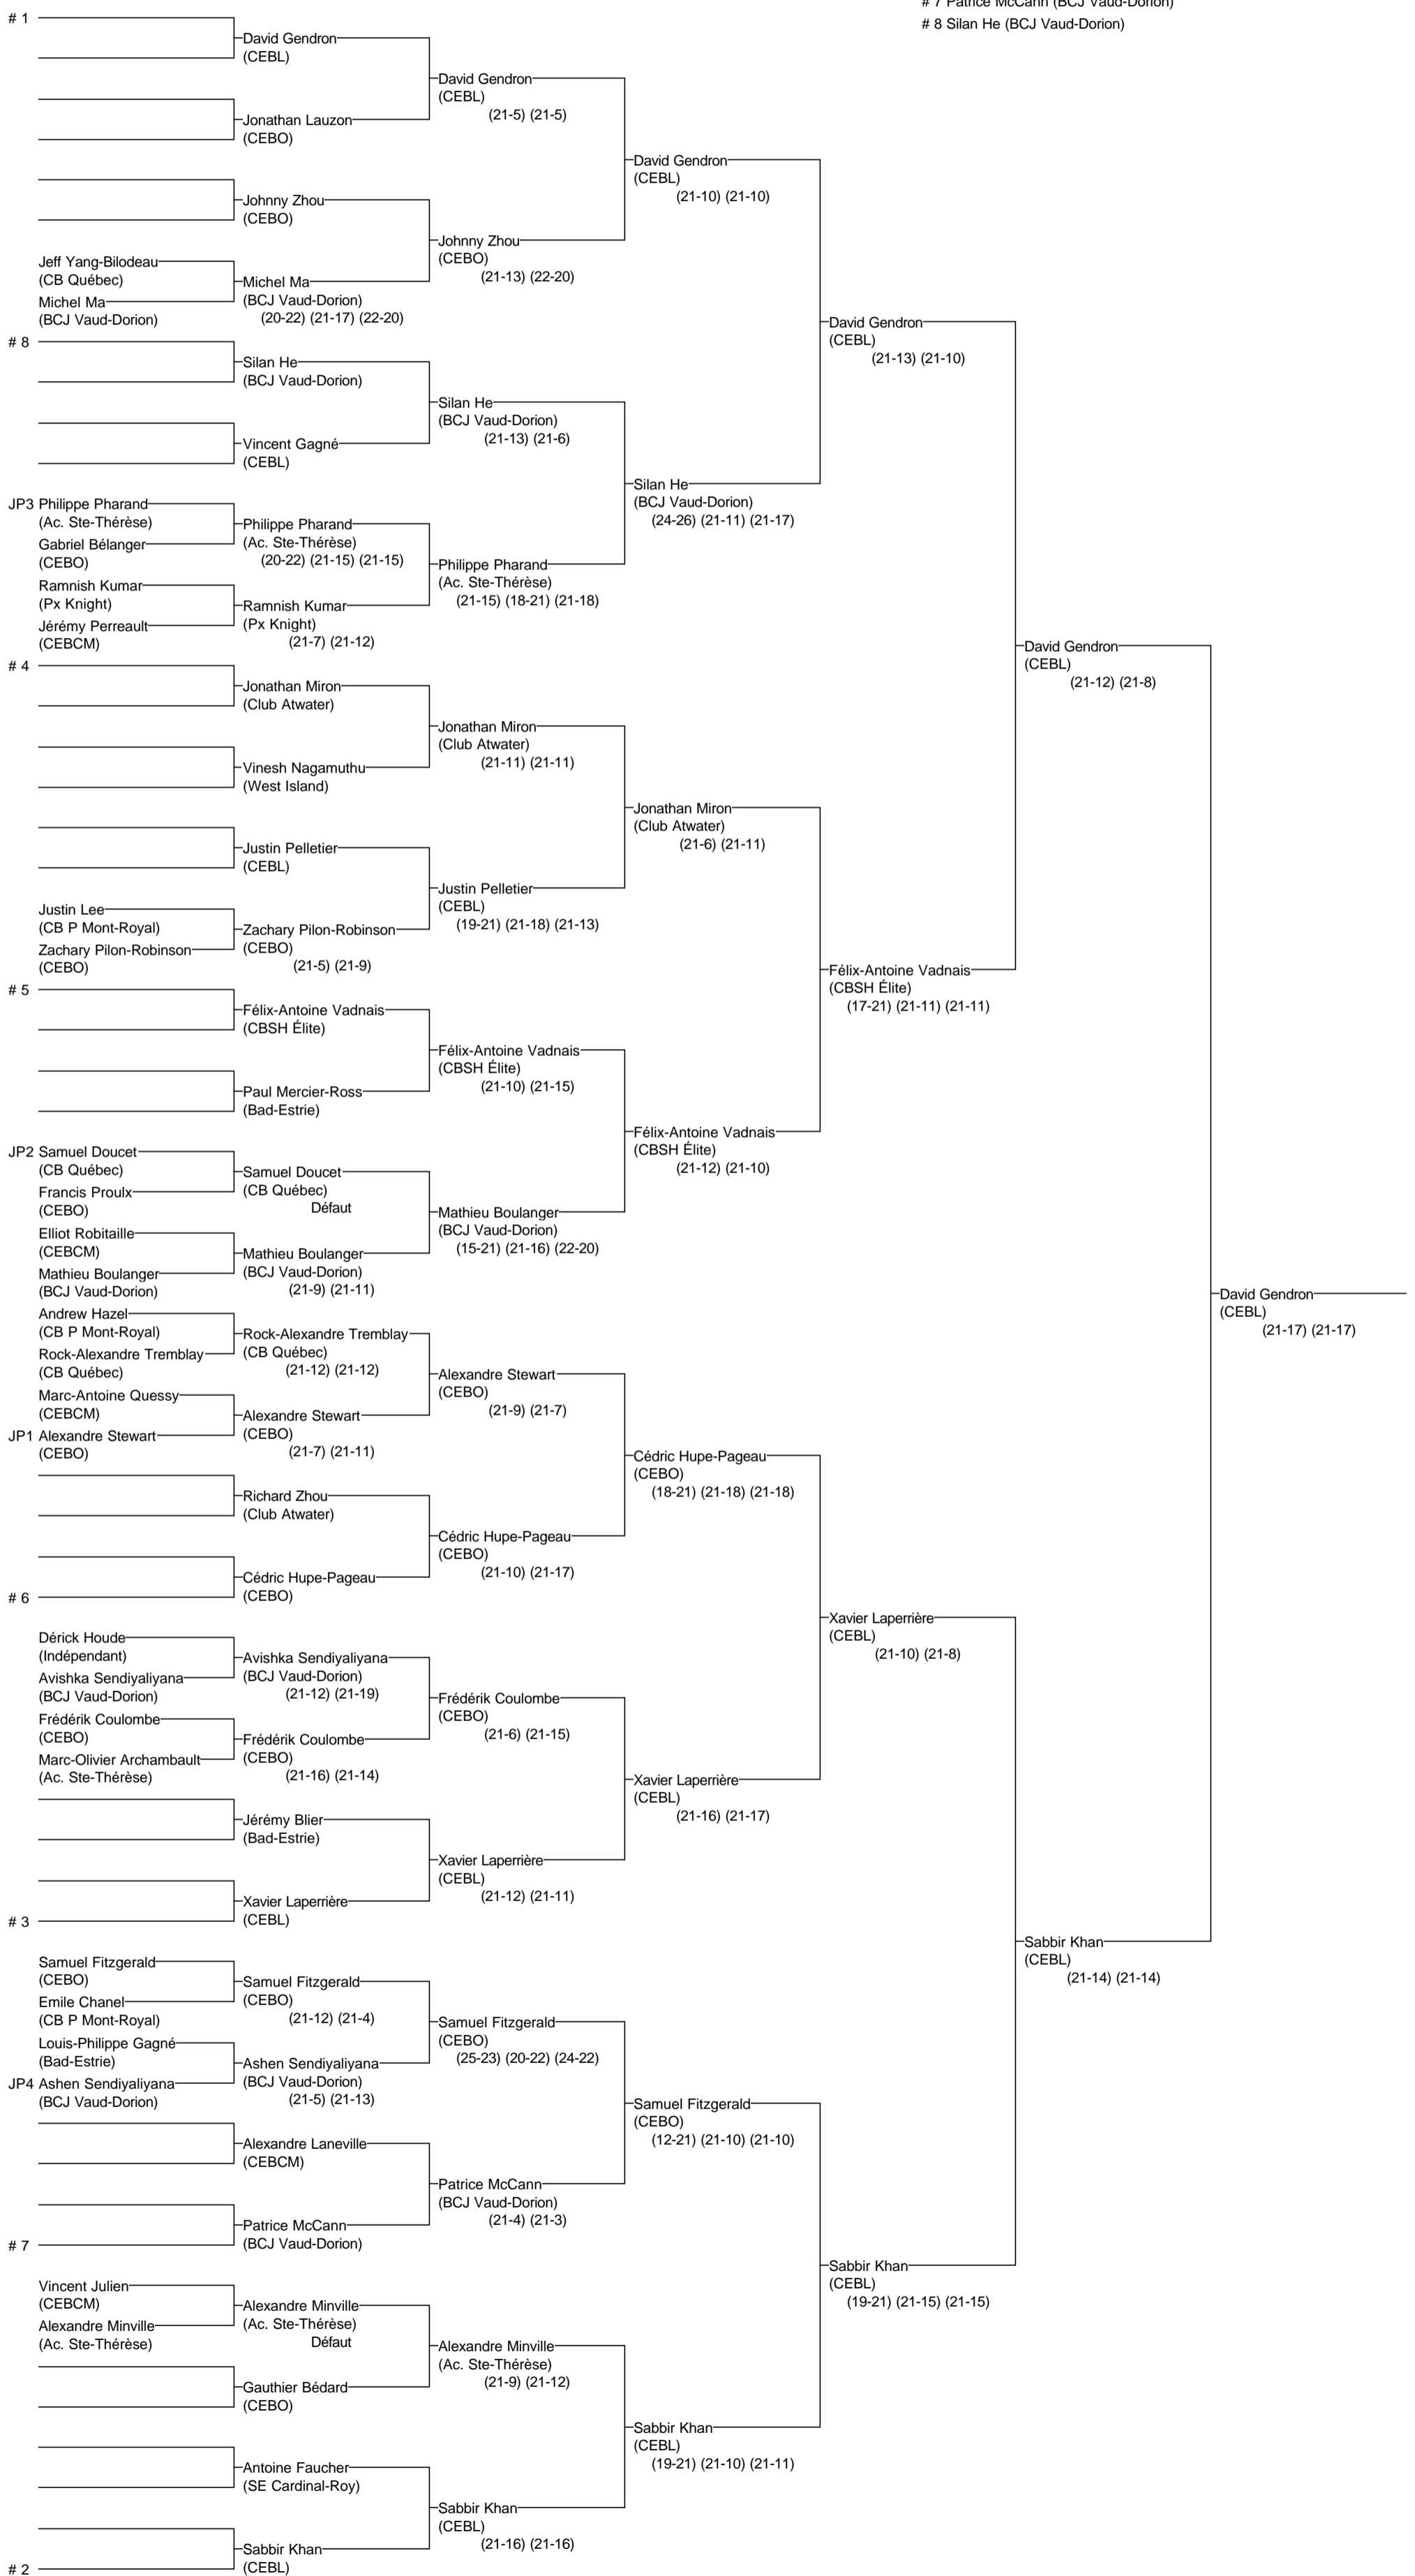 # 7 Patrice McCann (BCJ Vaud-Dorion)
# 8 Silan He (BCJ Vaud-Dorion)
# 1
David Gendron
(CEBL)
David Gendron
(CEBL)
(21-5) (21-5)
Jonathan Lauzon
(CEBO)
David Gendron
(CEBL)
(21-10) (21-10)
Johnny Zhou
(CEBO)
Johnny Zhou
(CEBO)
(21-13) (22-20)
Jeff Yang-Bilodeau
(CB Québec)
Michel Ma
(BCJ Vaud-Dorion)
Michel Ma
(BCJ Vaud-Dorion)
(20-22) (21-17) (22-20)
David Gendron
(CEBL)
(21-13) (21-10)
# 8
Silan He
(BCJ Vaud-Dorion)
Silan He
(BCJ Vaud-Dorion)
(21-13) (21-6)
Vincent Gagné
(CEBL)
Silan He
(BCJ Vaud-Dorion)
(24-26) (21-11) (21-17)
JP3 Philippe Pharand
(Ac. Ste-Thérèse)
Gabriel Bélanger
(CEBO)
Philippe Pharand
(Ac. Ste-Thérèse)
(20-22) (21-15) (21-15)
Philippe Pharand
(Ac. Ste-Thérèse)
(21-15) (18-21) (21-18)
Ramnish Kumar
(Px Knight)
Jérémy Perreault
(CEBCM)
Ramnish Kumar
(Px Knight)
(21-7) (21-12)
David Gendron
(CEBL)
(21-12) (21-8)
# 4
Jonathan Miron
(Club Atwater)
Jonathan Miron
(Club Atwater)
(21-11) (21-11)
Vinesh Nagamuthu
(West Island)
Jonathan Miron
(Club Atwater)
(21-6) (21-11)
Justin Pelletier
(CEBL)
Justin Pelletier
(CEBL)
(19-21) (21-18) (21-13)
Justin Lee
(CB P Mont-Royal)
Zachary Pilon-Robinson
(CEBO)
Zachary Pilon-Robinson
(CEBO)
(21-5) (21-9)
Félix-Antoine Vadnais
(CBSH Élite)
(17-21) (21-11) (21-11)
# 5
Félix-Antoine Vadnais
(CBSH Élite)
Félix-Antoine Vadnais
(CBSH Élite)
(21-10) (21-15)
Paul Mercier-Ross
(Bad-Estrie)
Félix-Antoine Vadnais
(CBSH Élite)
(21-12) (21-10)
JP2 Samuel Doucet
(CB Québec)
Francis Proulx
(CEBO)
Samuel Doucet
(CB Québec)
Défaut
Mathieu Boulanger
(BCJ Vaud-Dorion)
(15-21) (21-16) (22-20)
Elliot Robitaille
(CEBCM)
Mathieu Boulanger
(BCJ Vaud-Dorion)
Mathieu Boulanger
(BCJ Vaud-Dorion)
(21-9) (21-11)
David Gendron
(CEBL)
(21-17) (21-17)
Andrew Hazel
(CB P Mont-Royal)
Rock-Alexandre Tremblay
(CB Québec)
Rock-Alexandre Tremblay
(CB Québec)
(21-12) (21-12)
Alexandre Stewart
(CEBO)
(21-9) (21-7)
Marc-Antoine Quessy
(CEBCM)
JP1 Alexandre Stewart
(CEBO)
Alexandre Stewart
(CEBO)
(21-7) (21-11)
Cédric Hupe-Pageau
(CEBO)
(18-21) (21-18) (21-18)
Richard Zhou
(Club Atwater)
Cédric Hupe-Pageau
(CEBO)
(21-10) (21-17)
Cédric Hupe-Pageau
(CEBO)
# 6
Xavier Laperrière
(CEBL)
(21-10) (21-8)
Dérick Houde
(Indépendant)
Avishka Sendiyaliyana
(BCJ Vaud-Dorion)
Avishka Sendiyaliyana
(BCJ Vaud-Dorion)
(21-12) (21-19)
Frédérik Coulombe
(CEBO)
(21-6) (21-15)
Frédérik Coulombe
(CEBO)
Marc-Olivier Archambault
(Ac. Ste-Thérèse)
Frédérik Coulombe
(CEBO)
(21-16) (21-14)
Xavier Laperrière
(CEBL)
(21-16) (21-17)
Jérémy Blier
(Bad-Estrie)
Xavier Laperrière
(CEBL)
(21-12) (21-11)
Xavier Laperrière
(CEBL)
# 3
Sabbir Khan
(CEBL)
(21-14) (21-14)
Samuel Fitzgerald
(CEBO)
Emile Chanel
(CB P Mont-Royal)
Samuel Fitzgerald
(CEBO)
(21-12) (21-4)
Samuel Fitzgerald
(CEBO)
(25-23) (20-22) (24-22)
Louis-Philippe Gagné
(Bad-Estrie)
JP4 Ashen Sendiyaliyana
(BCJ Vaud-Dorion)
Ashen Sendiyaliyana
(BCJ Vaud-Dorion)
(21-5) (21-13)
Samuel Fitzgerald
(CEBO)
(12-21) (21-10) (21-10)
Alexandre Laneville
(CEBCM)
Patrice McCann
(BCJ Vaud-Dorion)
(21-4) (21-3)
Patrice McCann
(BCJ Vaud-Dorion)
# 7
Sabbir Khan
(CEBL)
(19-21) (21-15) (21-15)
Vincent Julien
(CEBCM)
Alexandre Minville
(Ac. Ste-Thérèse)
Alexandre Minville
(Ac. Ste-Thérèse)
Défaut
Alexandre Minville
(Ac. Ste-Thérèse)
(21-9) (21-12)
Gauthier Bédard
(CEBO)
Sabbir Khan
(CEBL)
(19-21) (21-10) (21-11)
Antoine Faucher
(SE Cardinal-Roy)
Sabbir Khan
(CEBL)
(21-16) (21-16)
Sabbir Khan
(CEBL)
# 2